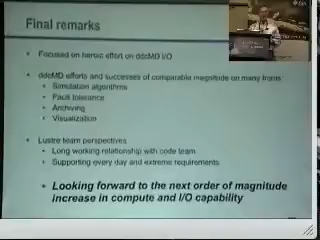 Final remarks
• Focused on heroic effort on ddcMD I/O
• ddcMD efforts and successes of comparable magnitude on many fronts:
• Simulation algorithms
• Fault tolerance
• Archiving
• Visualization
• Lustre team perspectives
• Long working relationship with code team
• Supporting every day and extreme requirements
• Looking forward to the next order of magnitude
increase in compute and I/O capability